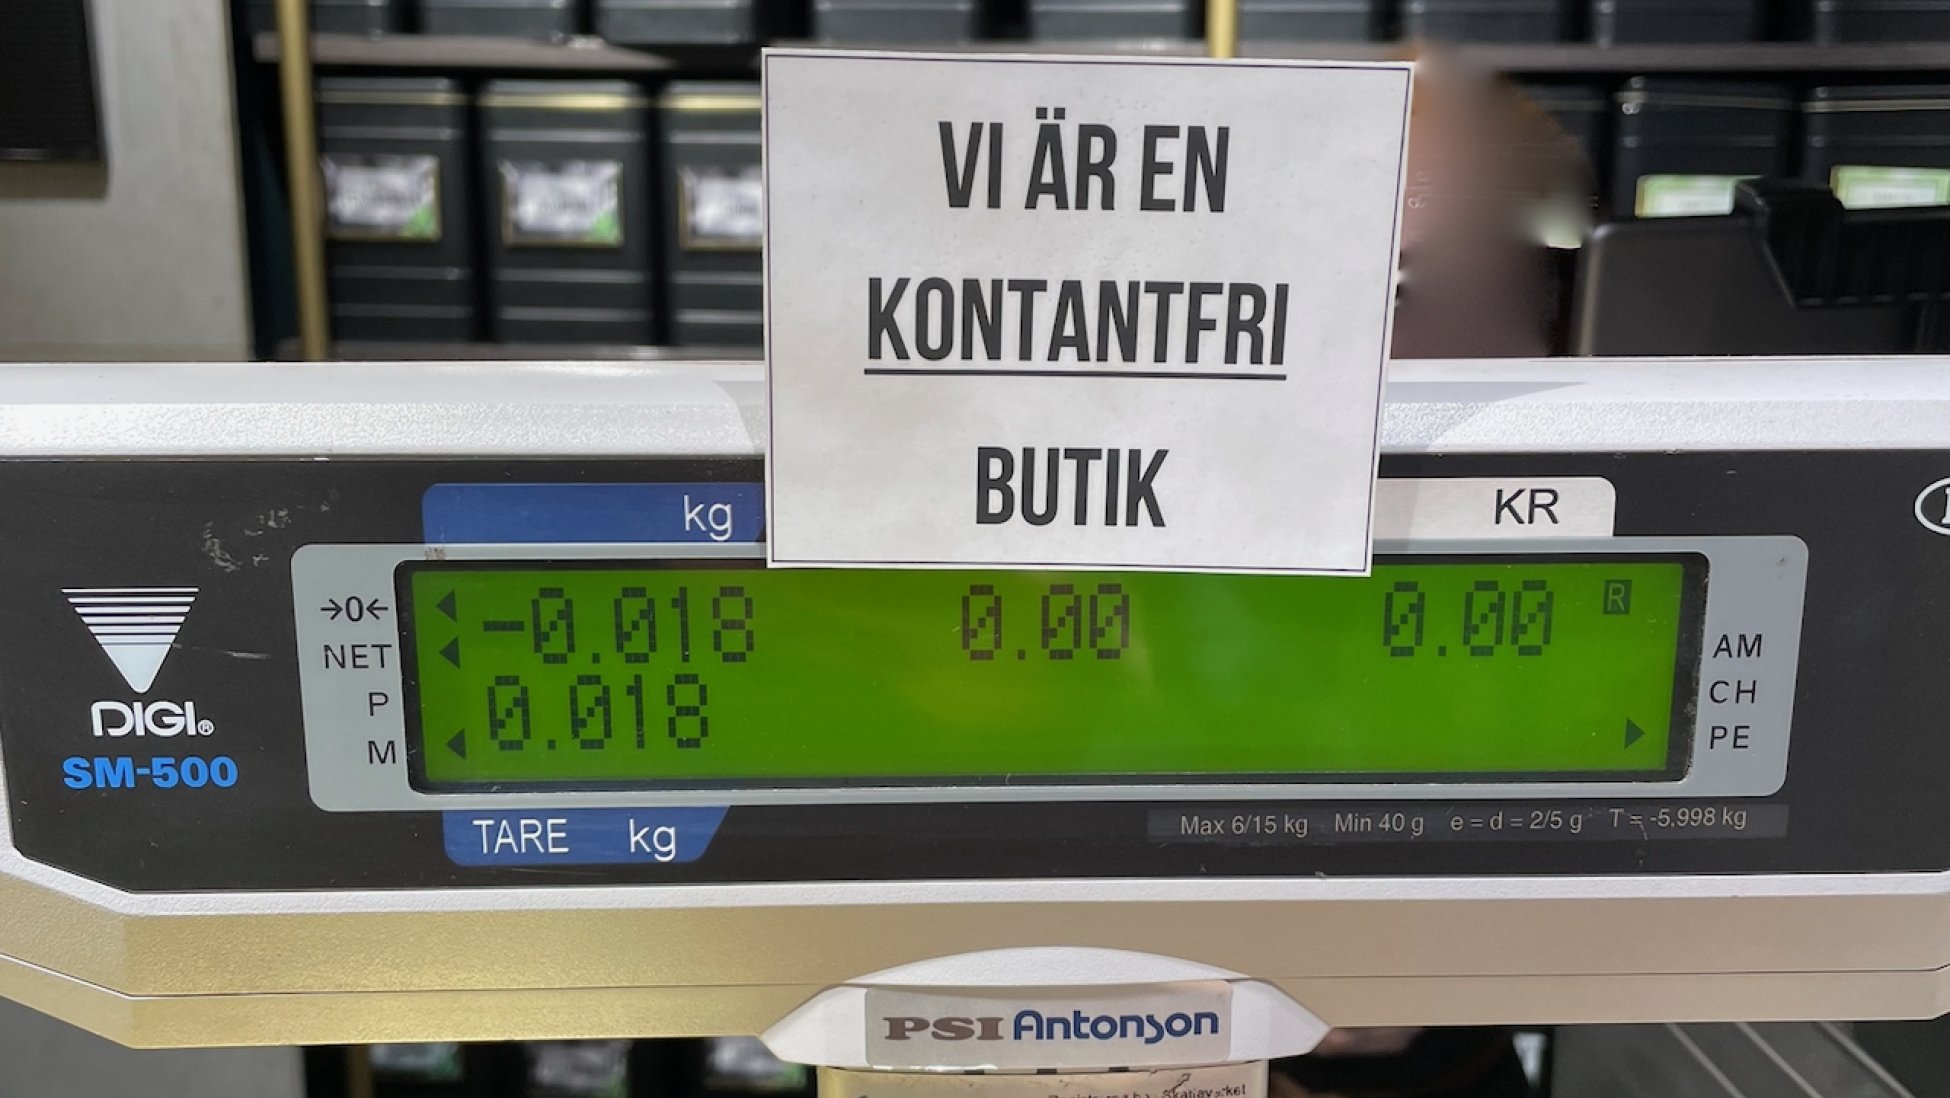 VI ÄR EN
KONTANTFRI
BUTIK
kg
KR
→0←
NET
P
M
-0.018 0.00 0.00 R
0.018
AM
CH
PE
DIGI®
SM-500
TARE kg
Max 6/15 kg Min 40 g e = d = 2/5 g T = -5.998 kg
PSI Antonson